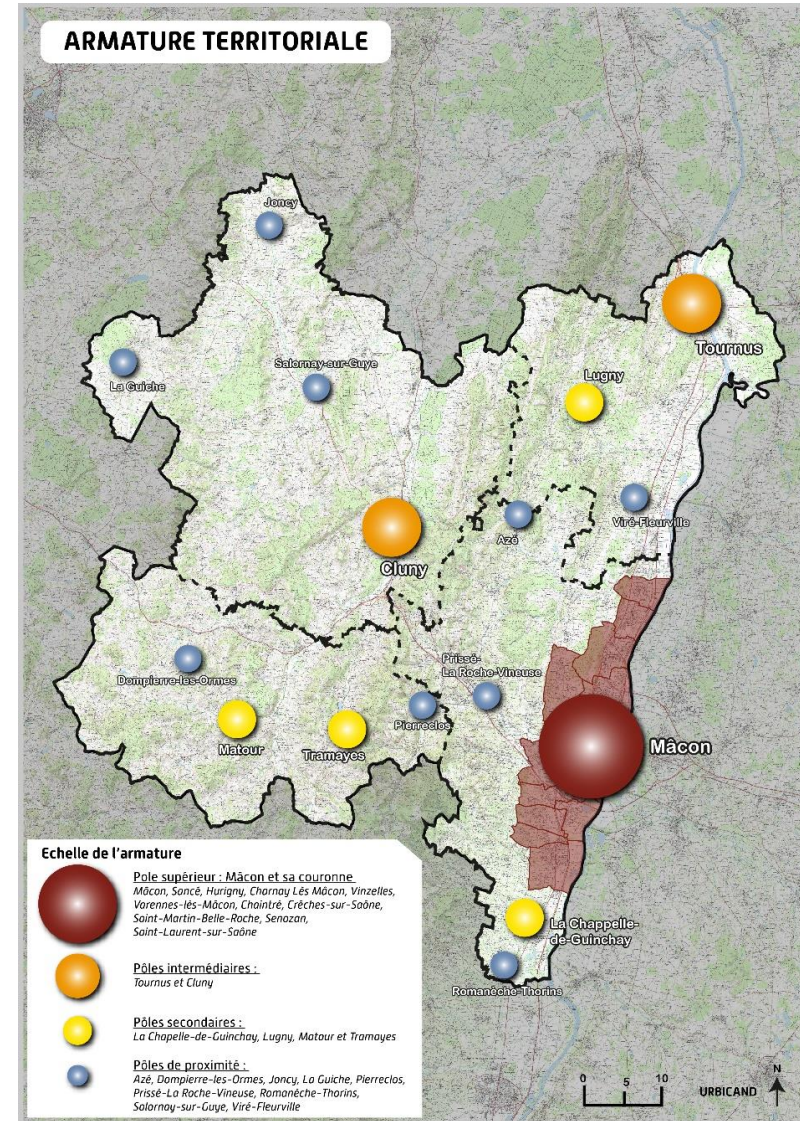 ARMATURE TERRITORIALE
Joncy
La Guiche
Salornay-sur-Guye
Tournus
Lugny
Viré-Fleurville
Azé
Cluny
Dompierre-les-Ormes
Prissé-
La Roche-Vineuse
Pierreclos
Matour
Tramayes
Mâcon
La Chappelle-
de-Guinchay
Romanèche-Thorins
Echelle de l'armature
Pole supérieur : Mâcon et sa couronne
Mâcon, Sancé, Hurigny, Charnay Lès Mâcon, Vinzelles,
Varennes-lès-Mâcon, Chaintré, Crêches-sur-Saône,
Saint-Martin-Belle-Roche, Senozan,
Saint-Laurent-sur-Saône
Pôles intermédiaires :
Tournus et Cluny
Pôles secondaires :
La Chapelle-de-Guinchay, Lugny, Matour et Tramayes
Pôles de proximité :
Azé, Dompierre-les-Ormes, Joncy, La Guiche, Pierreclos,
Prissé-La Roche-Vineuse, Romanèche-Thorins,
Salornay-sur-Guye, Viré-Fleurville
0 5 10
URBICAND
N